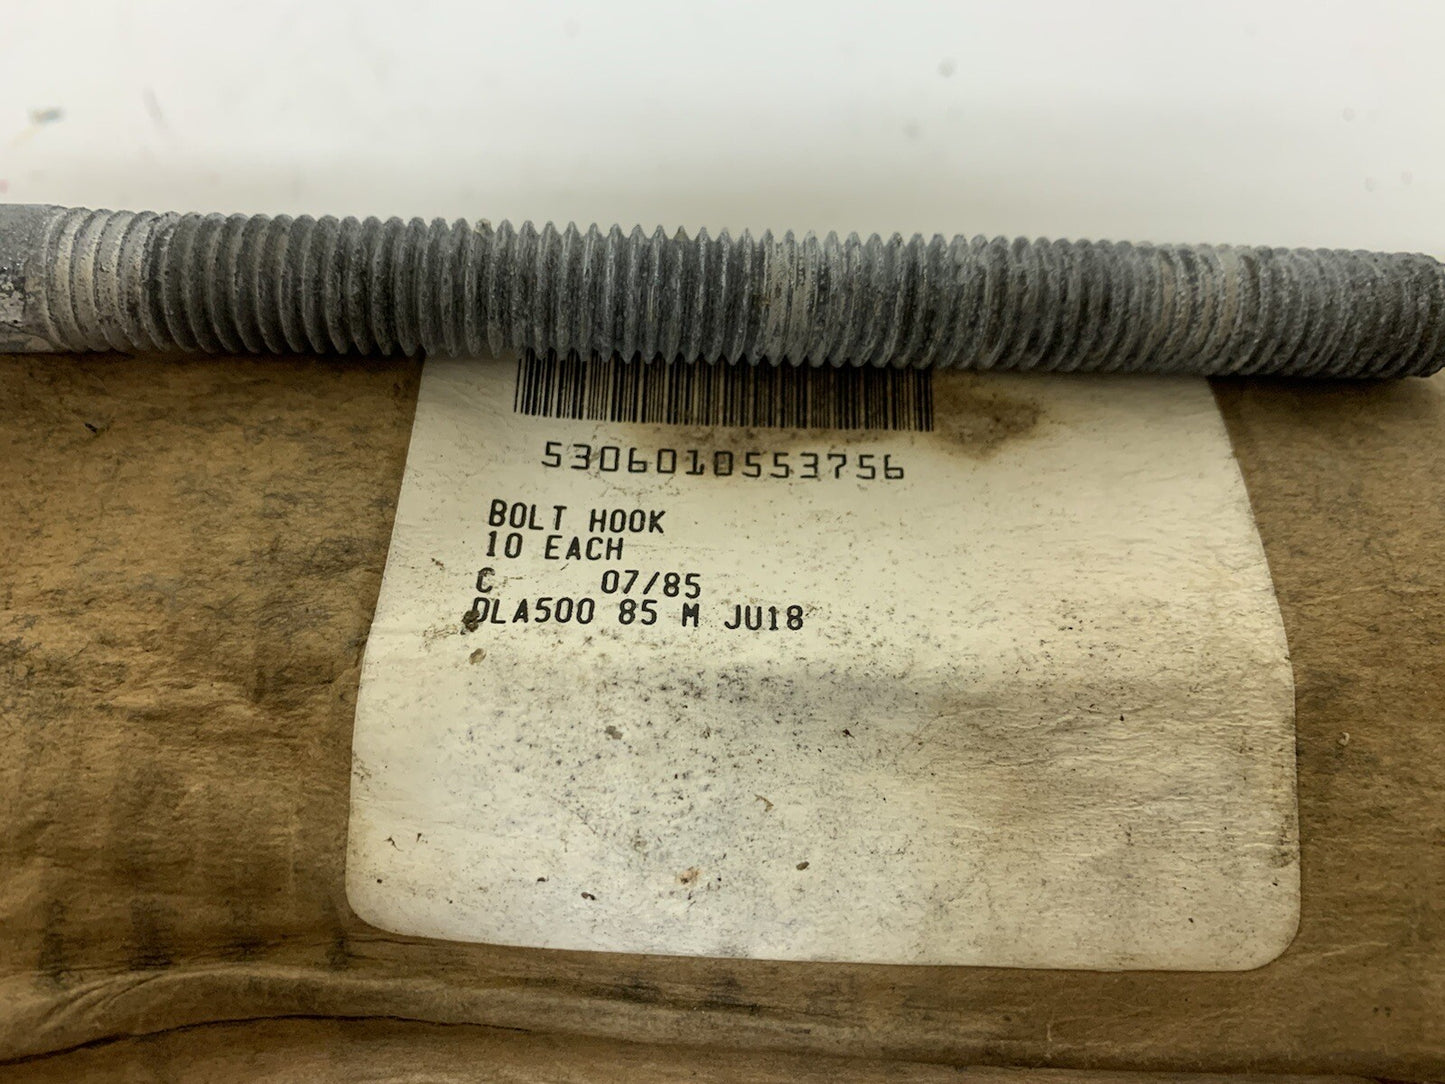 5306010553756
BOLT HOOK
10 EACH
C 07/85
DLA500 85 M JU18